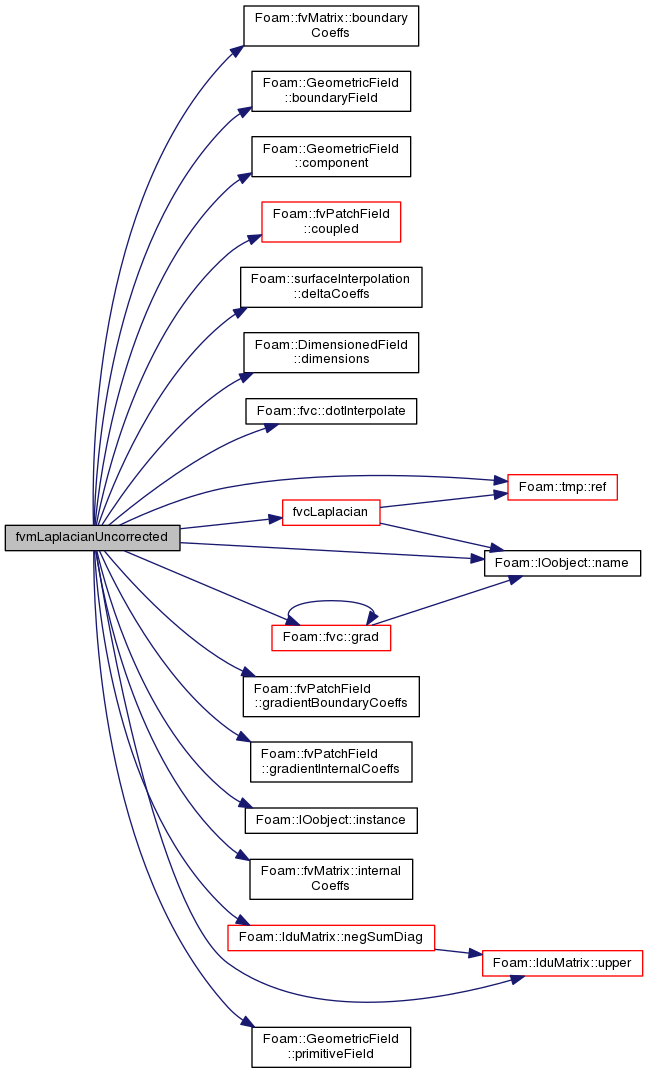 Foam::fvMatrix::boundary
Coeffs
Foam::GeometricField
::boundaryField
Foam::GeometricField
::component
Foam::fvPatchField
::coupled
Foam::surfaceInterpolation
::deltaCoeffs
Foam::DimensionedField
::dimensions
Foam::fvc::dotInterpolate
Foam::tmp::ref
fvcLaplacian
fvmLaplacianUncorrected
Foam::IOobject::name
Foam::fvc::grad
Foam::fvPatchField
::gradientBoundaryCoeffs
Foam::fvPatchField
::gradientInternalCoeffs
Foam::IOobject::instance
Foam::fvMatrix::internal
Coeffs
Foam::lduMatrix::negSumDiag
Foam::lduMatrix::upper
Foam::GeometricField
::primitiveField